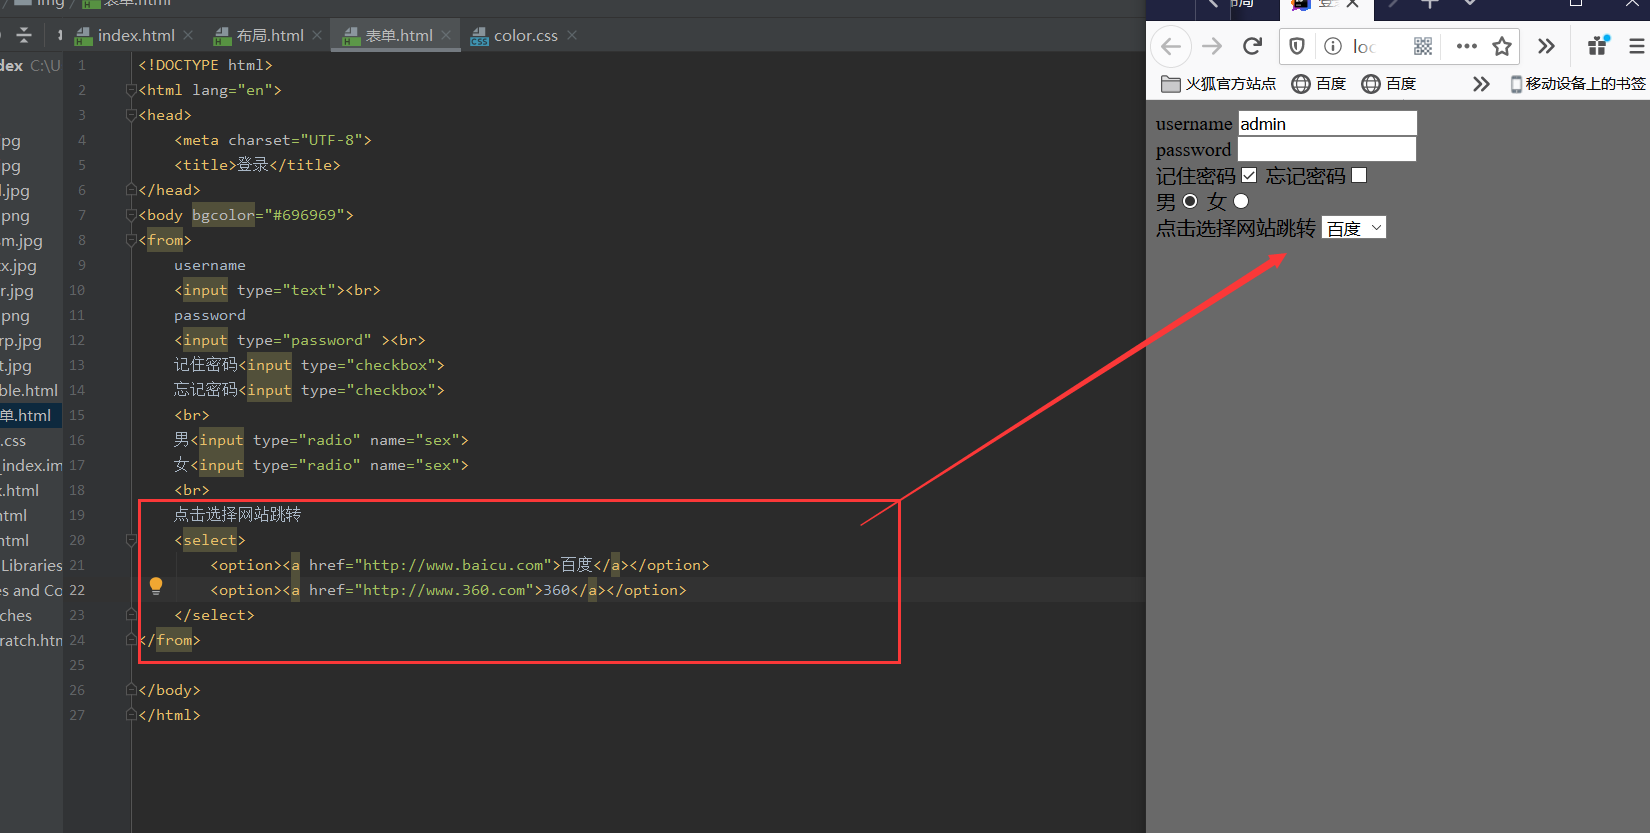 img 表单.html
index.html 布局.html 表单.html color.css
dex C:\U
pg
pg
l.jpg
png
sm.jpg
x.jpg
r.jpg
png
rp.jpg
t.jpg
ble.html
单.html
.css
_index.im
.html
html
html
Libraries
es and Co
ches
ratch.htm
1 <!DOCTYPE html>
2 <html lang="en">
3 <head>
4 <meta charset="UTF-8">
5 <title>登录</title>
6 </head>
7 <body bgcolor="#696969">
8 <from>
9 username
10 <input type="text"><br>
11 password
12 <input type="password" ><br>
13 记住密码<input type="checkbox">
14 忘记密码<input type="checkbox">
15 <br>
16 男<input type="radio" name="sex">
17 女<input type="radio" name="sex">
18 <br>
19 点击选择网站跳转
20 <select>
21 <option><a href="http://www.baicu.com">百度</a></option>
22 <option><a href="http://www.360.com">360</a></option>
23 </select>
24 </from>
25
26 </body>
27 </html>
布局 登
loc
火狐官方站点 百度 百度 移动设备上的书签
username admin
password
记住密码 忘记密码
男 女
点击选择网站跳转 百度